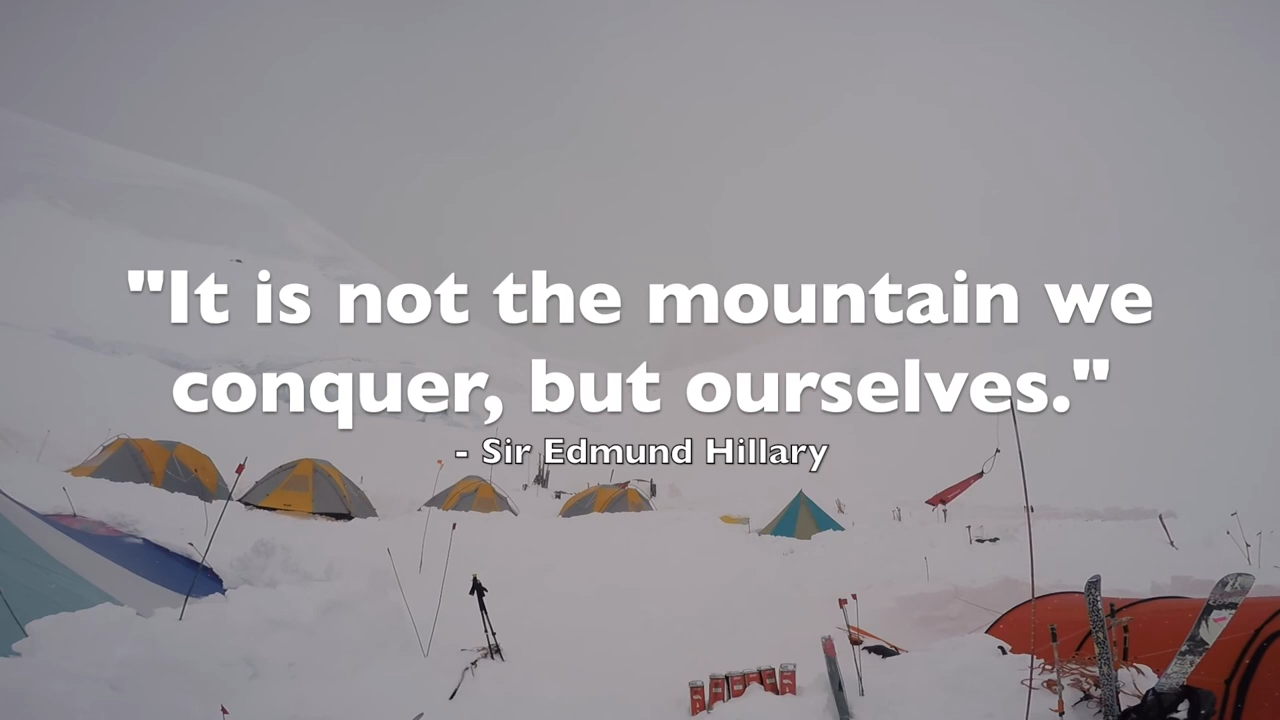 "It is not the mountain we
conquer, but ourselves."
- Sir Edmund Hillary